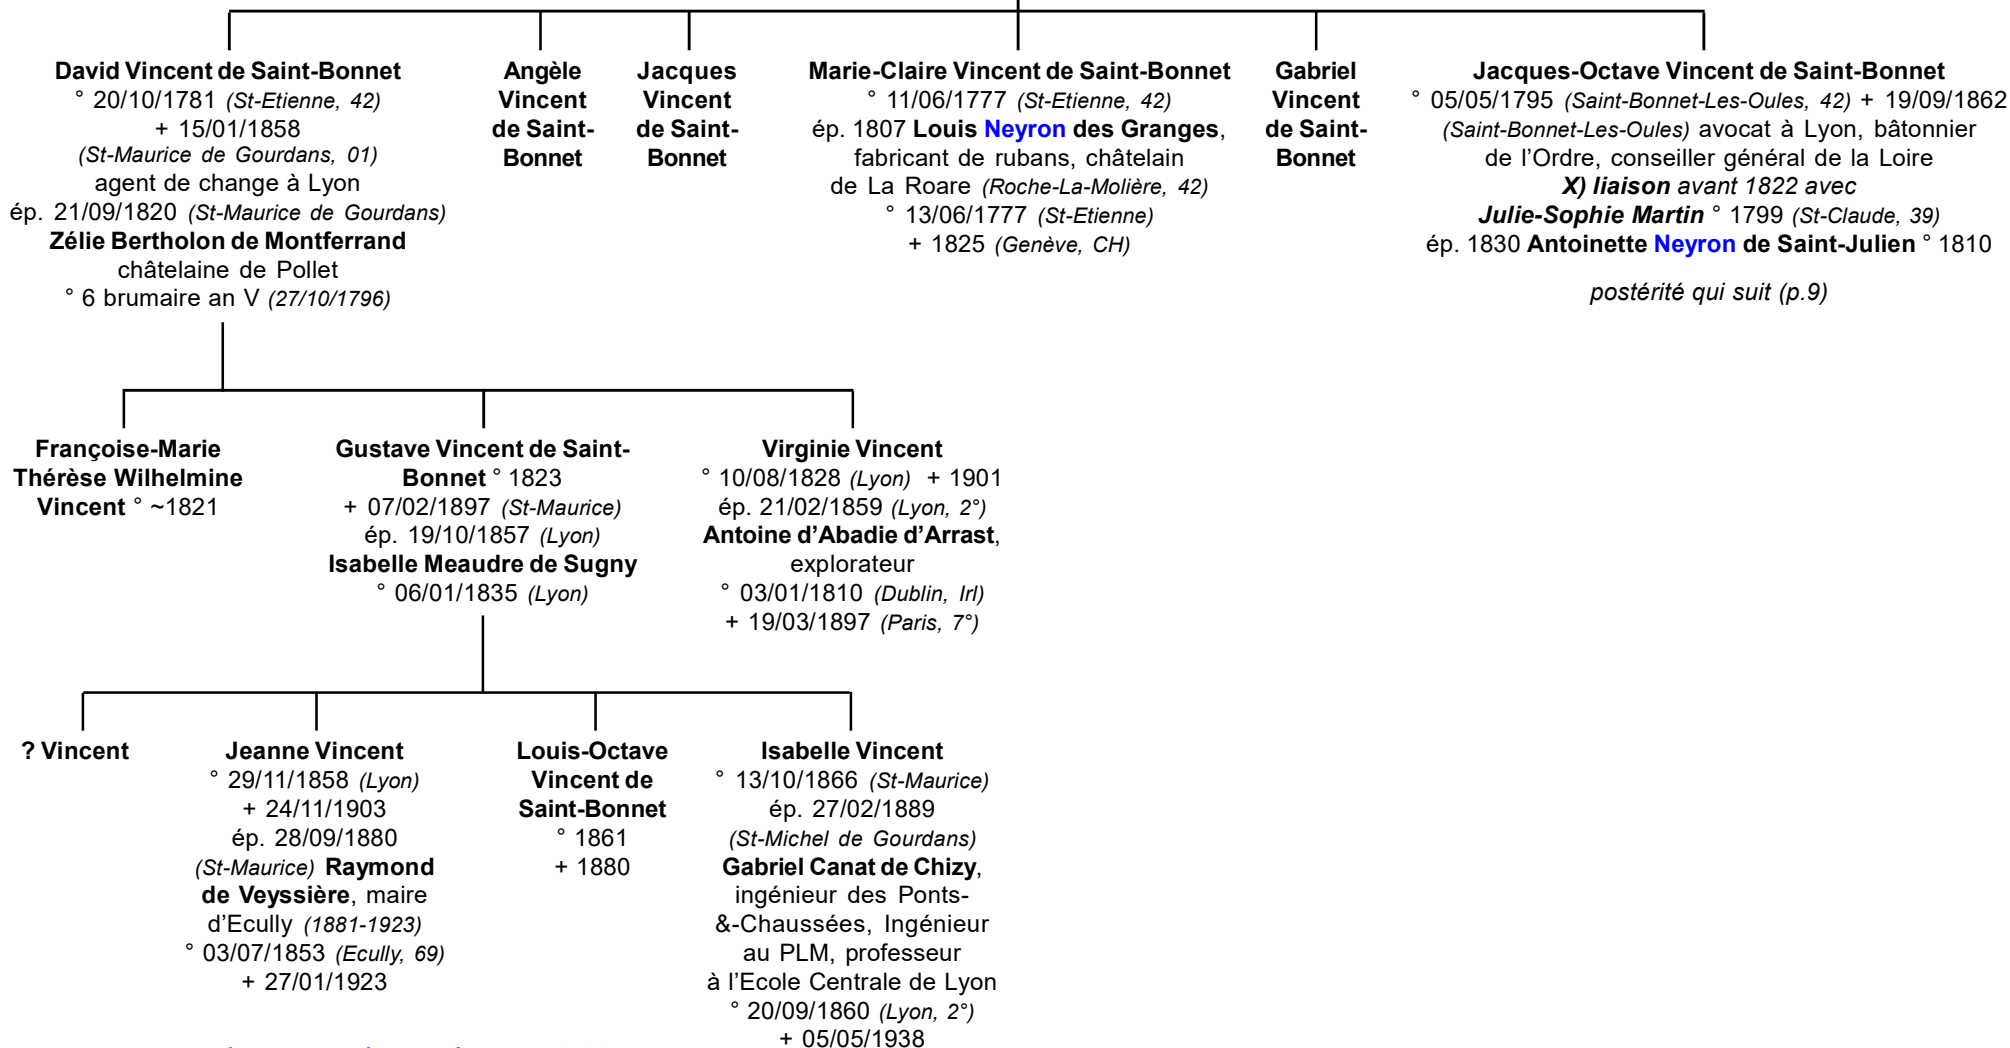 David Vincent de Saint-Bonnet
° 20/10/1781 (St-Etienne, 42)
+ 15/01/1858
(St-Maurice de Gourdans, 01)
agent de change à Lyon
ép. 21/09/1820 (St-Maurice de Gourdans)
Zélie Bertholon de Montferrand
châtelaine de Pollet
° 6 brumaire an V (27/10/1796)
Angèle
Vincent
de Saint-
Bonnet
Jacques
Vincent
de Saint-
Bonnet
Marie-Claire Vincent de Saint-Bonnet
° 11/06/1777 (St-Etienne, 42)
ép. 1807 Louis Neyron des Granges,
fabricant de rubans, châtelain
de La Roare (Roche-La-Molière, 42)
° 13/06/1777 (St-Etienne)
+ 1825 (Genève, CH)
Gabriel
Vincent
de Saint-
Bonnet
Jacques-Octave Vincent de Saint-Bonnet
° 05/05/1795 (Saint-Bonnet-Les-Oules, 42) + 19/09/1862
(Saint-Bonnet-Les-Oules) avocat à Lyon, bâtonnier
de l’Ordre, conseiller général de la Loire
X) liaison avant 1822 avec
Julie-Sophie Martin ° 1799 (St-Claude, 39)
ép. 1830 Antoinette Neyron de Saint-Julien ° 1810
postérité qui suit (p.9)
Françoise-Marie
Thérèse Wilhelmine
Vincent ° ~1821
Gustave Vincent de Saint-
Bonnet ° 1823
+ 07/02/1897 (St-Maurice)
ép. 19/10/1857 (Lyon)
Isabelle Meaudre de Sugny
° 06/01/1835 (Lyon)
Virginie Vincent
° 10/08/1828 (Lyon) + 1901
ép. 21/02/1859 (Lyon, 2°)
Antoine d’Abadie d’Arrast,
explorateur
° 03/01/1810 (Dublin, Irl)
+ 19/03/1897 (Paris, 7°)
? Vincent
Jeanne Vincent
° 29/11/1858 (Lyon)
+ 24/11/1903
ép. 28/09/1880
(St-Maurice) Raymond
de Veyssière, maire
d’Ecully (1881-1923)
° 03/07/1853 (Ecully, 69)
+ 27/01/1923
Louis-Octave
Vincent de
Saint-Bonnet
° 1861
+ 1880
Isabelle Vincent
° 13/10/1866 (St-Maurice)
ép. 27/02/1889
(St-Michel de Gourdans)
Gabriel Canat de Chizy,
ingénieur des Ponts-
&-Chaussées, Ingénieur
au PLM, professeur
à l’Ecole Centrale de Lyon
° 20/09/1860 (Lyon, 2°)
+ 05/05/1938